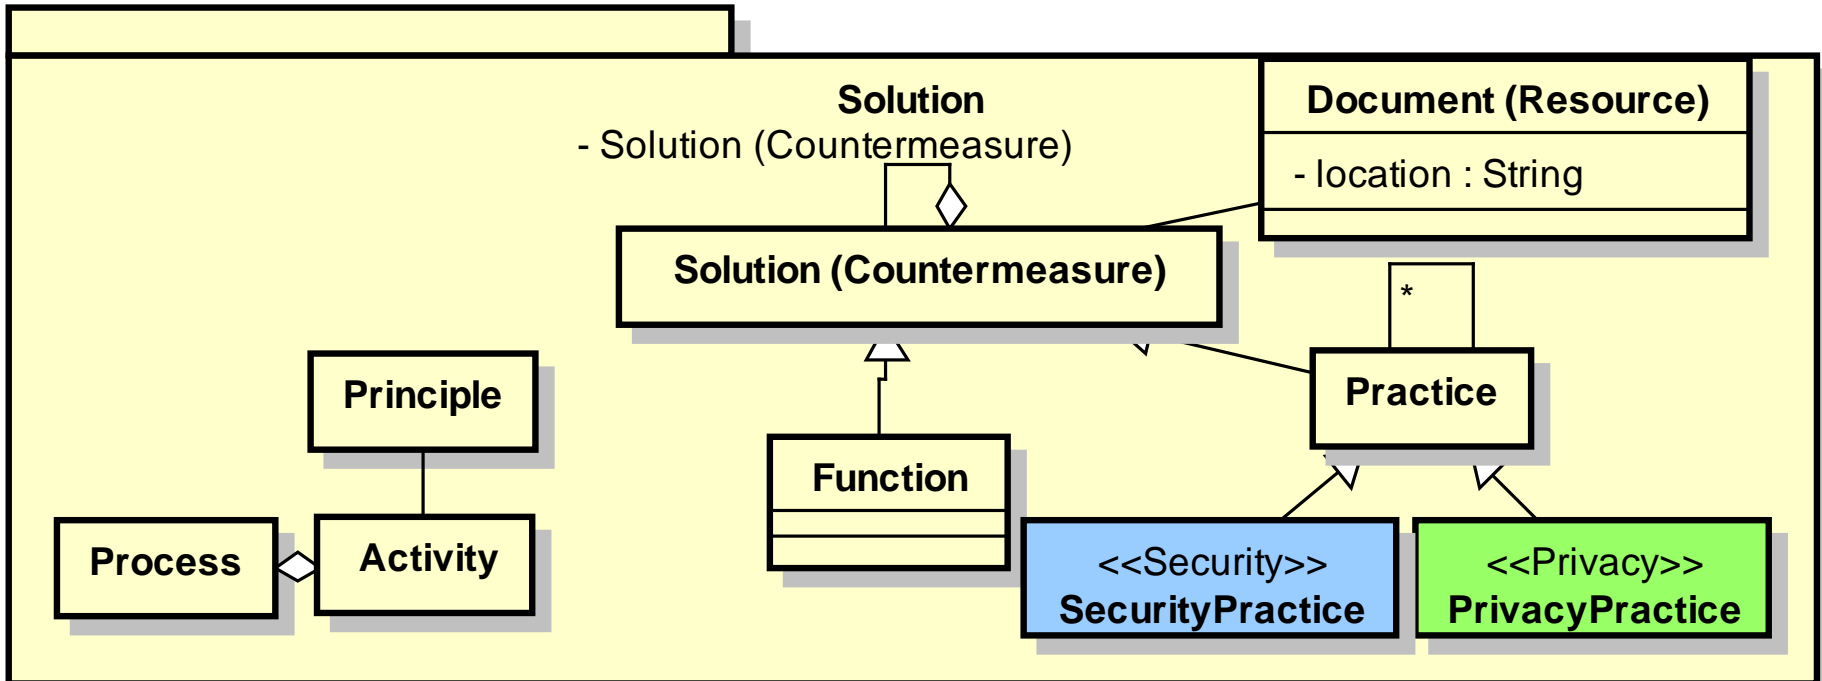 Solution
- Solution (Countermeasure)
Document (Resource)
- location : String
Solution (Countermeasure)
*
Practice
Principle
Function
Process
Activity
<<Security>>
SecurityPractice
<<Privacy>>
PrivacyPractice